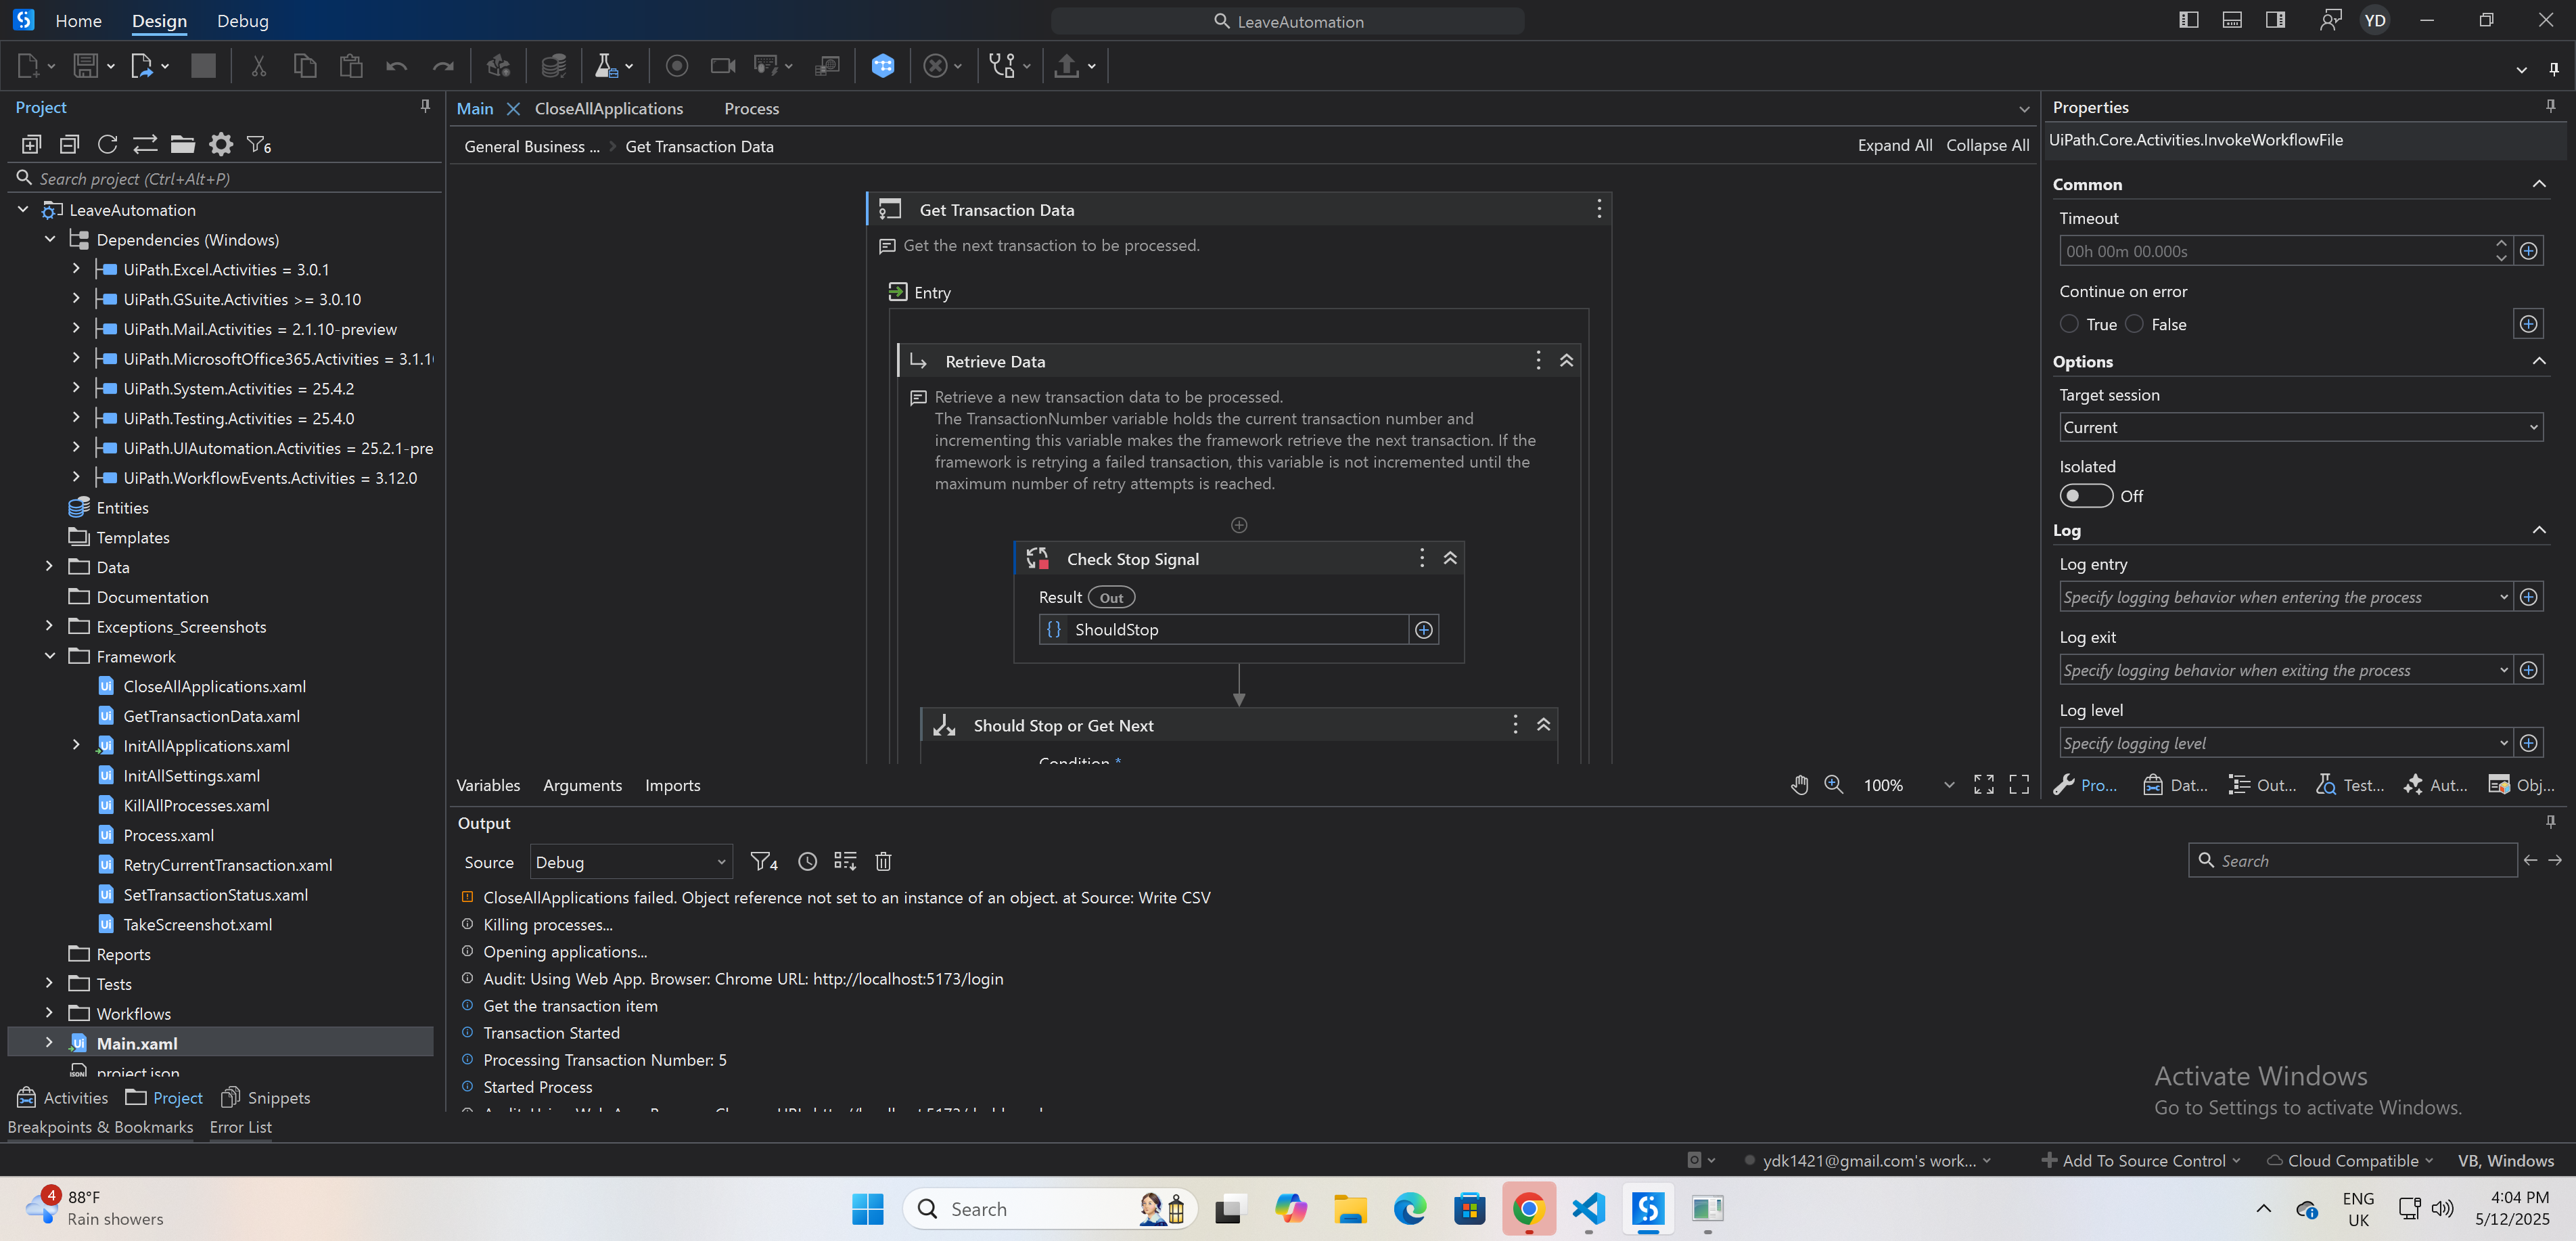 Home Design Debug
LeaveAutomation
YD
Project
6
Search project (Ctrl+Alt+P)
LeaveAutomation
Dependencies (Windows)
UiPath.Excel.Activities = 3.0.1
UiPath.GSuite.Activities >= 3.0.10
UiPath.Mail.Activities = 2.1.10-preview
UiPath.MicrosoftOffice365.Activities = 3.1.1
UiPath.System.Activities = 25.4.2
UiPath.Testing.Activities = 25.4.0
UiPath.UIAutomation.Activities = 25.2.1-pre
UiPath.WorkflowEvents.Activities = 3.12.0
Entities
Templates
Data
Documentation
Exceptions_Screenshots
Framework
CloseAllApplications.xaml
GetTransactionData.xaml
InitAllApplications.xaml
InitAllSettings.xaml
KillAllProcesses.xaml
Process.xaml
RetryCurrentTransaction.xaml
SetTransactionStatus.xaml
TakeScreenshot.xaml
Reports
Tests
Workflows
Main.xaml
project.json
Activities Project Snippets
Breakpoints & Bookmarks Error List
Main CloseAllApplications Process
General Business ... Get Transaction Data
Expand All Collapse All
Get Transaction Data
Get the next transaction to be processed.
Entry
Retrieve Data
Retrieve a new transaction data to be processed.
The TransactionNumber variable holds the current transaction number and
incrementing this variable makes the framework retrieve the next transaction. If the
framework is retrying a failed transaction, this variable is not incremented until the
maximum number of retry attempts is reached.
Check Stop Signal
Result Out
{} ShouldStop
Should Stop or Get Next
Condition *
Variables Arguments Imports
100%
Output
Source Debug 4
Search
CloseAllApplications failed. Object reference not set to an instance of an object. at Source: Write CSV
Killing processes...
Opening applications...
Audit: Using Web App. Browser: Chrome URL: http://localhost:5173/login
Get the transaction item
Transaction Started
Processing Transaction Number: 5
Started Process
Properties
UiPath.Core.Activities.InvokeWorkflowFile
Common
Timeout
00h 00m 00.000s
Continue on error
True False
Options
Target session
Current
Isolated
Off
Log
Log entry
Specify logging behavior when entering the process
Log exit
Specify logging behavior when exiting the process
Log level
Specify logging level
Pro... Dat... Out... Test... Aut... Obj...
Activate Windows
Go to Settings to activate Windows.
ydk1421@gmail.com's work... Add To Source Control Cloud Compatible VB, Windows
4
88°F
Rain showers
Search
ENG
UK
4:04 PM
5/12/2025